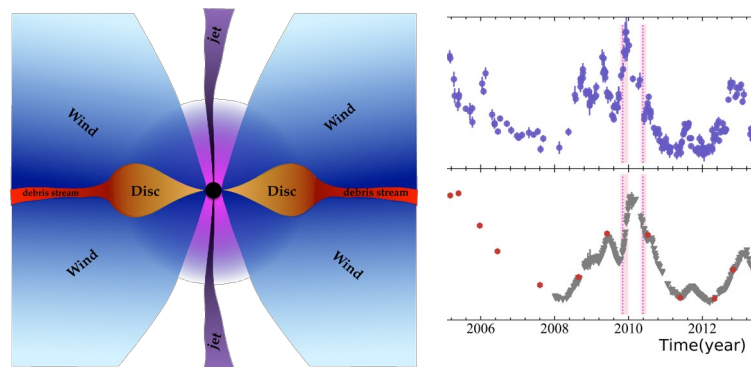 jet
Wind
Wind
debris stream
Disc
Disc
debris stream
Wind
Wind
jet
2006
2008
2010
2012
Time(year)